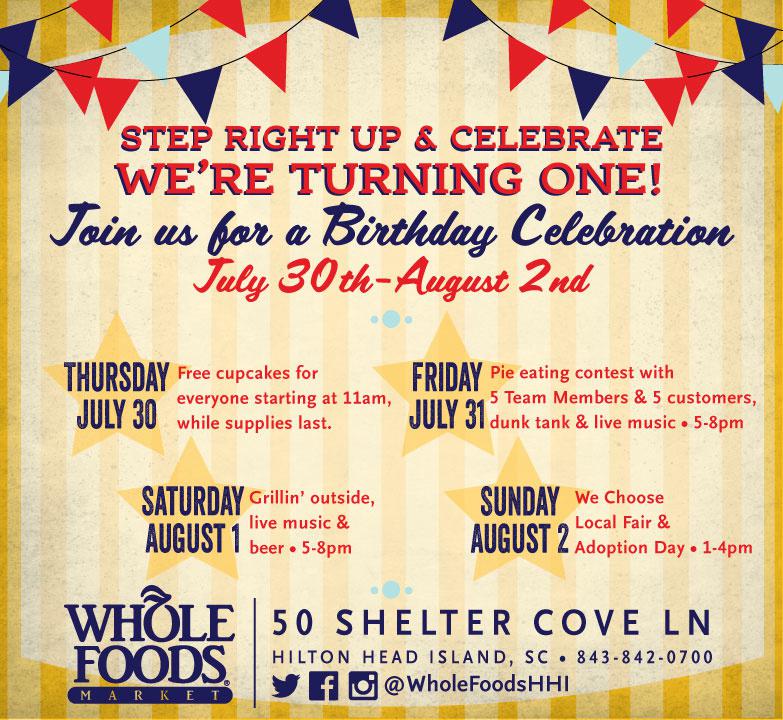 STEP RIGHT UP & CELEBRATE
WE'RE TURNING ONE!
Join us for a Birthday Celebration
July 30th-August 2nd
THURSDAY
JULY 30
Free cupcakes for
everyone starting at 11am,
while supplies last.
FRIDAY
JULY 31
Pie eating contest with
5 Team Members & 5 customers,
dunk tank & live music • 5-8pm
SATURDAY
AUGUST 1
Grillin' outside,
live music &
beer • 5-8pm
SUNDAY
AUGUST 2
We Choose
Local Fair &
Adoption Day • 1-4pm
WHOLE
FOODS®
MARKET
50 SHELTER COVE LN
HILTON HEAD ISLAND, SC • 843-842-0700
@WholeFoodsHHI